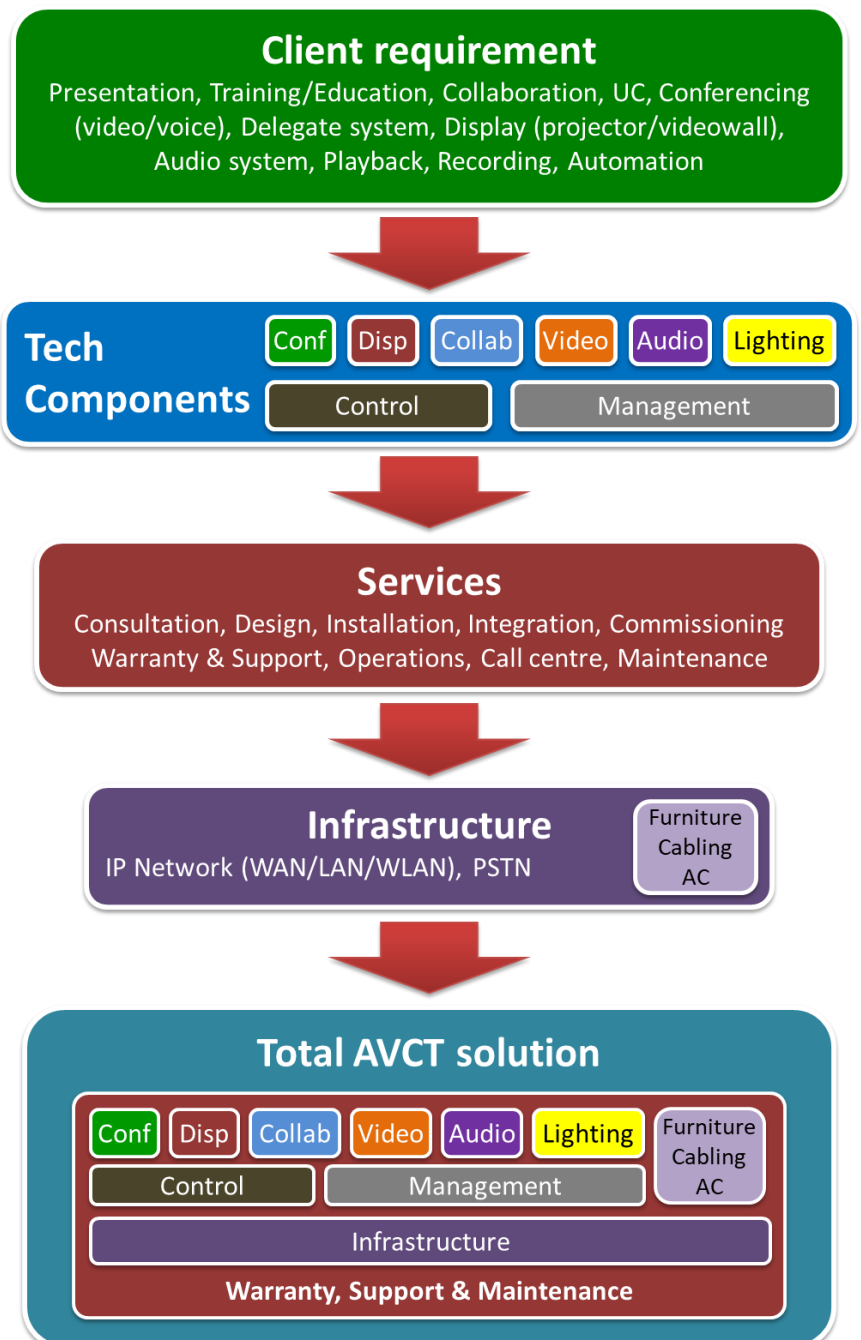 Client requirement
Presentation, Training/Education, Collaboration, UC, Conferencing
(video/voice), Delegate system, Display (projector/videowall),
Audio system, Playback, Recording, Automation
Tech
Components
Conf Disp Collab Video Audio Lighting
Control Management
Services
Consultation, Design, Installation, Integration, Commissioning
Warranty & Support, Operations, Call centre, Maintenance
Infrastructure
IP Network (WAN/LAN/WLAN), PSTN
Furniture
Cabling
AC
Total AVCT solution
Conf Disp Collab Video Audio Lighting
Furniture
Cabling
AC
Control Management
Infrastructure
Warranty, Support & Maintenance